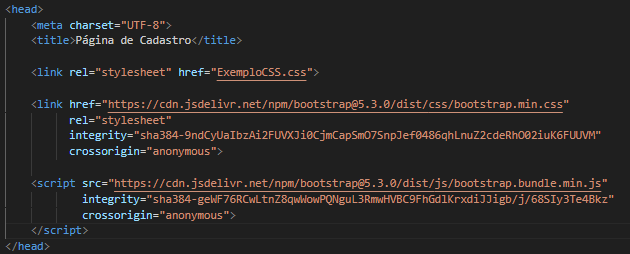 <head>
<meta charset="UTF-8">
<title>Página de Cadastro</title>
<link rel="stylesheet" href="ExemploCSS.css">
<link href="https://cdn.jsdelivr.net/npm/bootstrap@5.3.0/dist/css/bootstrap.min.css"
rel="stylesheet"
integrity="sha384-9ndCyUaIbzAi2FUVXJi0CjmCapSmO7SnpJef0486qhLnuZ2cdeRhO02iuK6FUUVM"
crossorigin="anonymous">
<script src="https://cdn.jsdelivr.net/npm/bootstrap@5.3.0/dist/js/bootstrap.bundle.min.js"
integrity="sha384-geWF76RCwLtnZ8qwWowPQNguL3RmwHVBC9FhGdlKrxdiJJigb/j/68SIy3Te4Bkz"
crossorigin="anonymous">
</script>
</head>